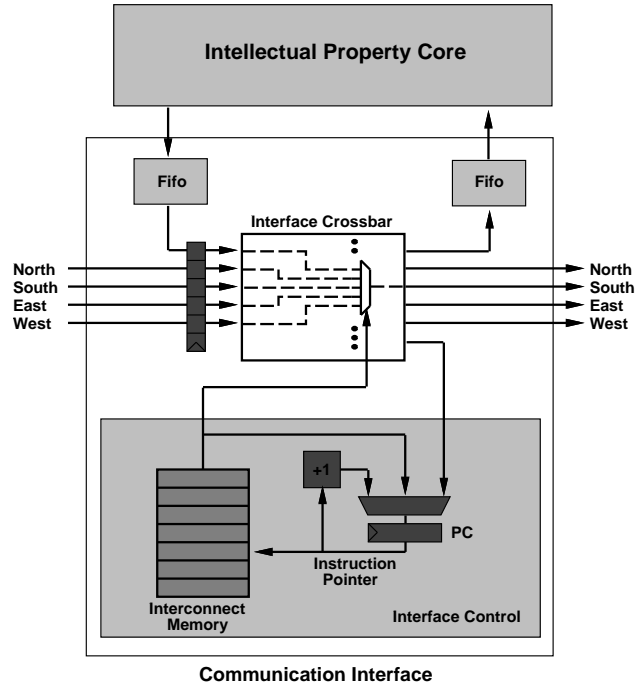 Intellectual Property Core
Fifo
Fifo
Interface Crossbar
North
South
East
West
North
South
East
West
+1
PC
Instruction
Pointer
Interconnect
Memory
Interface Control
Communication Interface